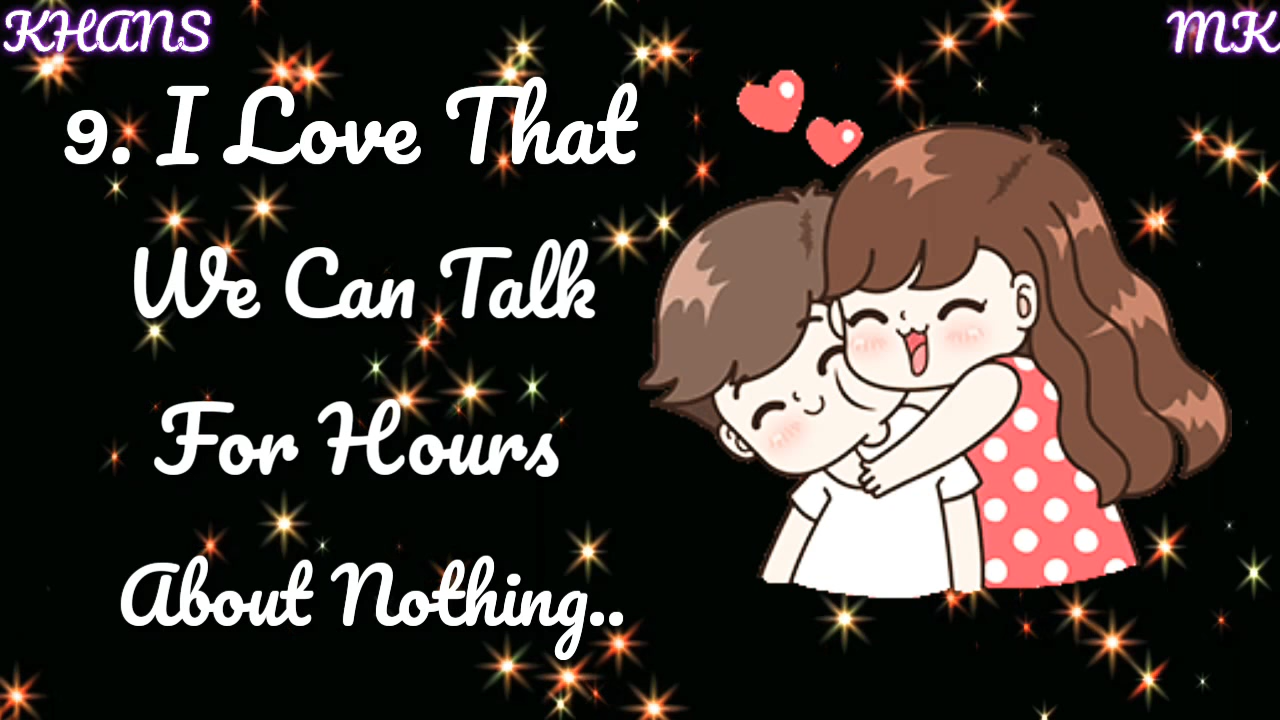 KHANS
MK
9. I Love That
We Can Talk
For Hours
About Nothing..